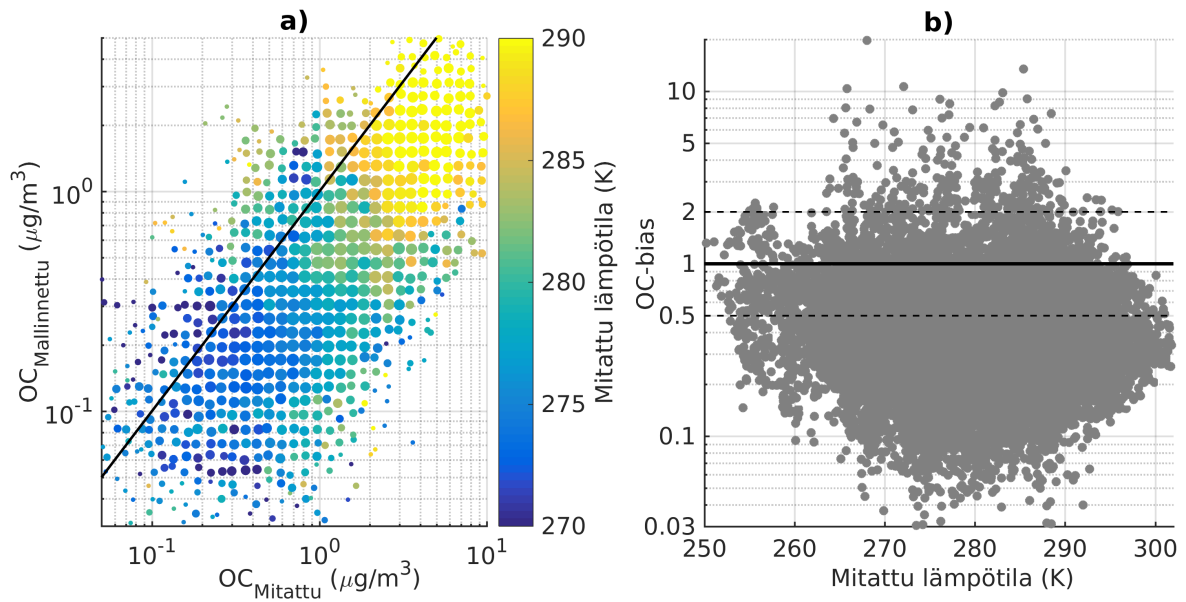 a)
OC_Mallinnettu (μg/m³)
10⁰
10⁻¹
10⁻¹ 10⁰ 10¹
OC_Mitattu (μg/m³)
290
285
280
275
270
Mitattu lämpötila (K)
b)
OC-bias
10
5
2
1
0.5
0.1
0.03
250 260 270 280 290 300
Mitattu lämpötila (K)